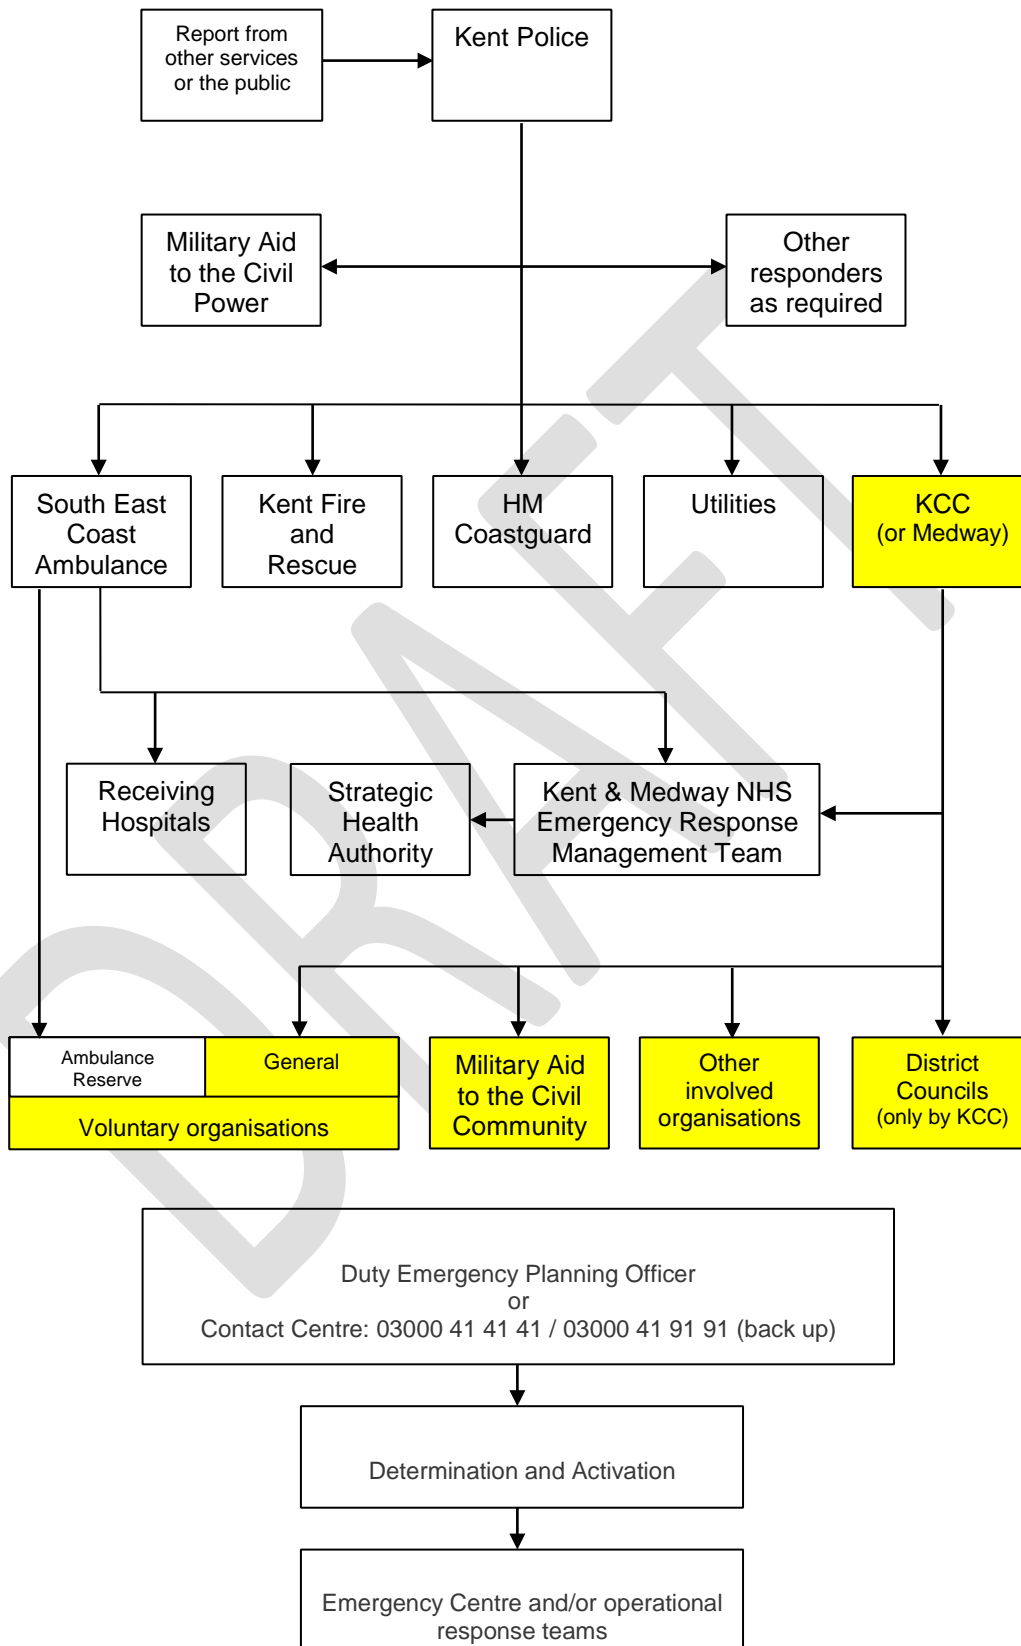 Report from
other services
or the public
Kent Police
Military Aid
to the Civil
Power
Other
responders
as required
South East
Coast
Ambulance
Kent Fire
and
Rescue
HM
Coastguard
Utilities
KCC
(or Medway)
Receiving
Hospitals
Strategic
Health
Authority
Kent & Medway NHS
Emergency Response
Management Team
Ambulance
Reserve
General
Voluntary organisations
Military Aid
to the Civil
Community
Other
involved
organisations
District
Councils
(only by KCC)
Duty Emergency Planning Officer
or
Contact Centre: 03000 41 41 41 / 03000 41 91 91 (back up)
Determination and Activation
Emergency Centre and/or operational
response teams
DRAFT